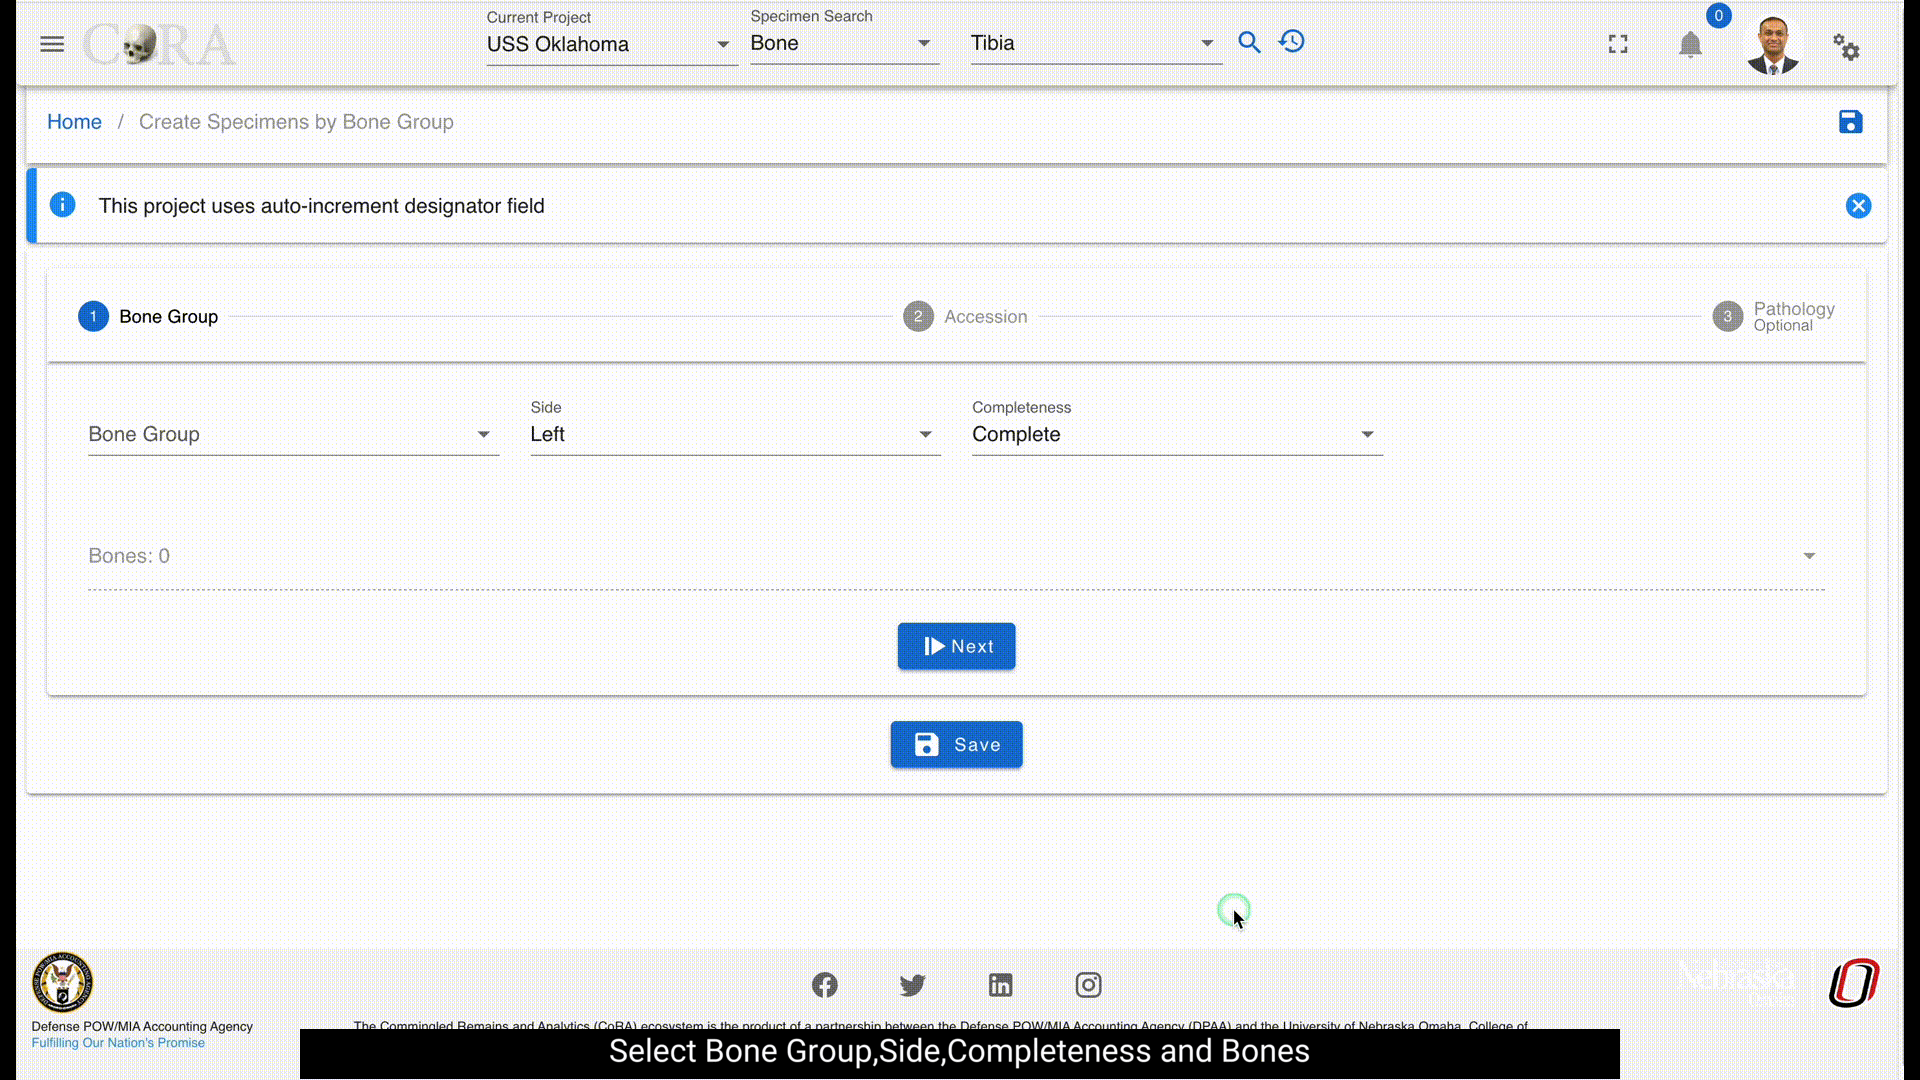 Current Project
USS Oklahoma
Specimen Search
Bone
Tibia
0
CORA
Home / Create Specimens by Bone Group
This project uses auto-increment designator field
1 Bone Group
2 Accession
3 Pathology
Optional
Bone Group
Side
Left
Completeness
Complete
Bones: 0
Next
Save
Nebraska
Omaha
Defense POW/MIA Accounting Agency
Fulfilling Our Nation's Promise
The Commingled Remains and Analytics (CoRA) ecosystem is the product of a partnership between the Defense POW/MIA Accounting Agency (DPAA) and the University of Nebraska Omaha, College of
Select Bone Group,Side,Completeness and Bones